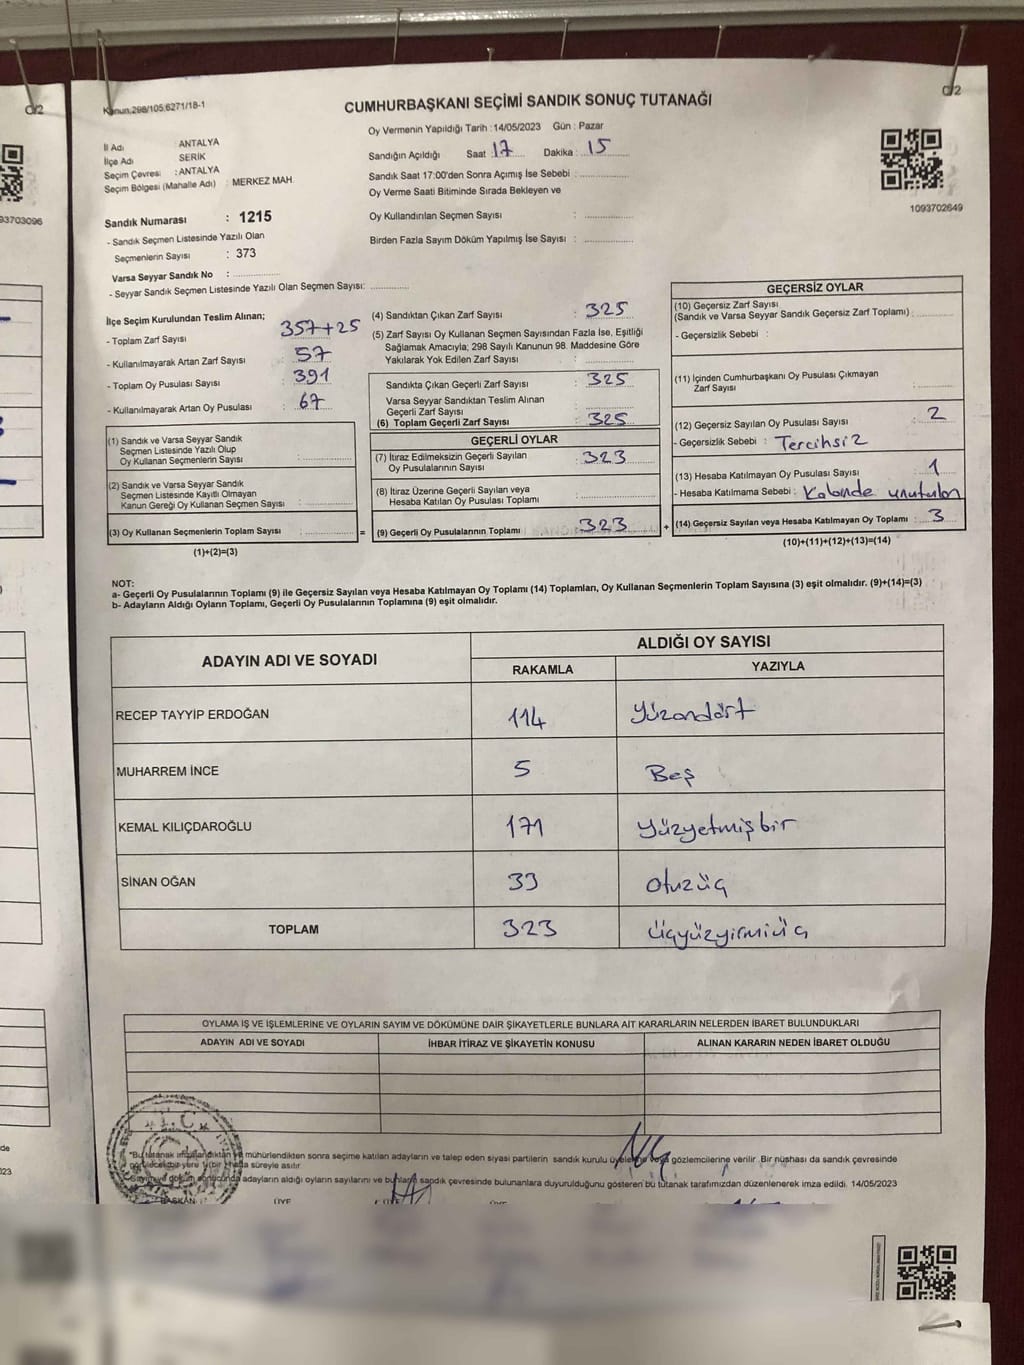 Kanun:298/105;6271/18-1
C/2
C/2
93703096
CUMHURBAŞKANI SEÇİMİ SANDIK SONUÇ TUTANAĞI
1093702649
İl Adı : ANTALYA
İlçe Adı SERİK
Seçim Çevresi : ANTALYA
Seçim Bölgesi (Mahalle Adı) : MERKEZ MAH.
Sandık Numarası : 1215
- Sandık Seçmen Listesinde Yazılı Olan
Seçmenlerin Sayısı : 373
Varsa Seyyar Sandık No : ..................
- Seyyar Sandık Seçmen Listesinde Yazılı Olan Seçmen Sayısı: ..............
Oy Vermenin Yapıldığı Tarih : 14/05/2023 Gün : Pazar
Sandığın Açıldığı Saat 17 Dakika : 15
Sandık Saat 17:00'den Sonra Açımış İse Sebebi : ..................
Oy Verme Saati Bitiminde Sırada Bekleyen ve
Oy Kullandırılan Seçmen Sayısı : ..................
Birden Fazla Sayım Döküm Yapılmış İse Sayısı : ..................
İlçe Seçim Kurulundan Teslim Alınan;
- Toplam Zarf Sayısı : 357+25
- Kullanılmayarak Artan Zarf Sayısı : 57
- Toplam Oy Pusulası Sayısı : 391
- Kullanılmayarak Artan Oy Pusulası : 67
(1) Sandık ve Varsa Seyyar Sandık
Seçmen Listesinde Yazılı Olup
Oy Kullanan Seçmenlerin Sayısı : ..................
(2) Sandık ve Varsa Seyyar Sandık
Seçmen Listesinde Kayıtlı Olmayan
Kanun Gereği Oy Kullanan Seçmen Sayısı : ..................
(3) Oy Kullanan Seçmenlerin Toplam Sayısı : .................. =
(1)+(2)=(3)
(4) Sandıktan Çıkan Zarf Sayısı : 325
(5) Zarf Sayısı Oy Kullanan Seçmen Sayısından Fazla İse, Eşitliği
Sağlamak Amacıyla; 298 Sayılı Kanunun 98. Maddesine Göre
Yakılarak Yok Edilen Zarf Sayısı : ..................
Sandıkta Çıkan Geçerli Zarf Sayısı : 325
Varsa Seyyar Sandıktan Teslim Alınan
Geçerli Zarf Sayısı : ..................
(6) Toplam Geçerli Zarf Sayısı : 325
GEÇERLİ OYLAR
(7) İtiraz Edilmeksizin Geçerli Sayılan
Oy Pusulalarının Sayısı : 323
(8) İtiraz Üzerine Geçerli Sayılan veya
Hesaba Katılan Oy Pusulaları Toplamı : ..................
(9) Geçerli Oy Pusulalarının Toplamı : 323 +
GEÇERSİZ OYLAR
(10) Geçersiz Zarf Sayısı
(Sandık ve Varsa Seyyar Sandık Geçersiz Zarf Toplamı) : ..............
- Geçersizlik Sebebi :
(11) İçinden Cumhurbaşkanı Oy Pusulası Çıkmayan
Zarf Sayısı : ..............
(12) Geçersiz Sayılan Oy Pusulası Sayısı : 2
- Geçersizlik Sebebi : Tercihsiz
(13) Hesaba Katılmayan Oy Pusulası Sayısı : 1
- Hesaba Katılmama Sebebi : Kabinde unutulan
(14) Geçersiz Sayılan veya Hesaba Katılmayan Oy Toplamı : 3
(10)+(11)+(12)+(13)=(14)
NOT:
a- Geçerli Oy Pusulalarının Toplamı (9) ile Geçersiz Sayılan veya Hesaba Katılmayan Oy Toplamı (14) Toplamları, Oy Kullanan Seçmenlerin Toplam Sayısına (3) eşit olmalıdır. (9)+(14)=(3)
b- Adayların Aldığı Oyların Toplamı, Geçerli Oy Pusulalarının Toplamına (9) eşit olmalıdır.
ADAYIN ADI VE SOYADI ALDIĞI OY SAYISI
RAKAMLA YAZIYLA
RECEP TAYYİP ERDOĞAN 114 Yüzondört
MUHARREM İNCE 5 Beş
KEMAL KILIÇDAROĞLU 171 Yüzyetmişbir
SİNAN OĞAN 33 Otuzüç
TOPLAM 323 Üçyüzyirmiüç
OYLAMA İŞ VE İŞLEMLERİNE VE OYLARIN SAYIM VE DÖKÜMÜNE DAİR ŞİKAYETLERLE BUNLARA AİT KARARLARIN NELERDEN İBARET BULUNDUKLARI
ADAYIN ADI VE SOYADI İHBAR İTİRAZ VE ŞİKAYETİN KONUSU ALINAN KARARIN NEDEN İBARET OLDUĞU
T.C.
mühürlendikten sonra seçime katılan adayların ve talep eden siyasi partilerin sandık kurulu gözlemcilerine verilir. Bir nüshası da sandık çevresinde
bir yere süreyle asılır.
adayların aldığı oyların sayılarını ve sandık çevresinde bulunanlara duyurulduğunu gösteren bu tutanak tarafımızdan düzenlenerek imza edildi. 14/05/2023
BAŞKAN ÜYE ÜYE